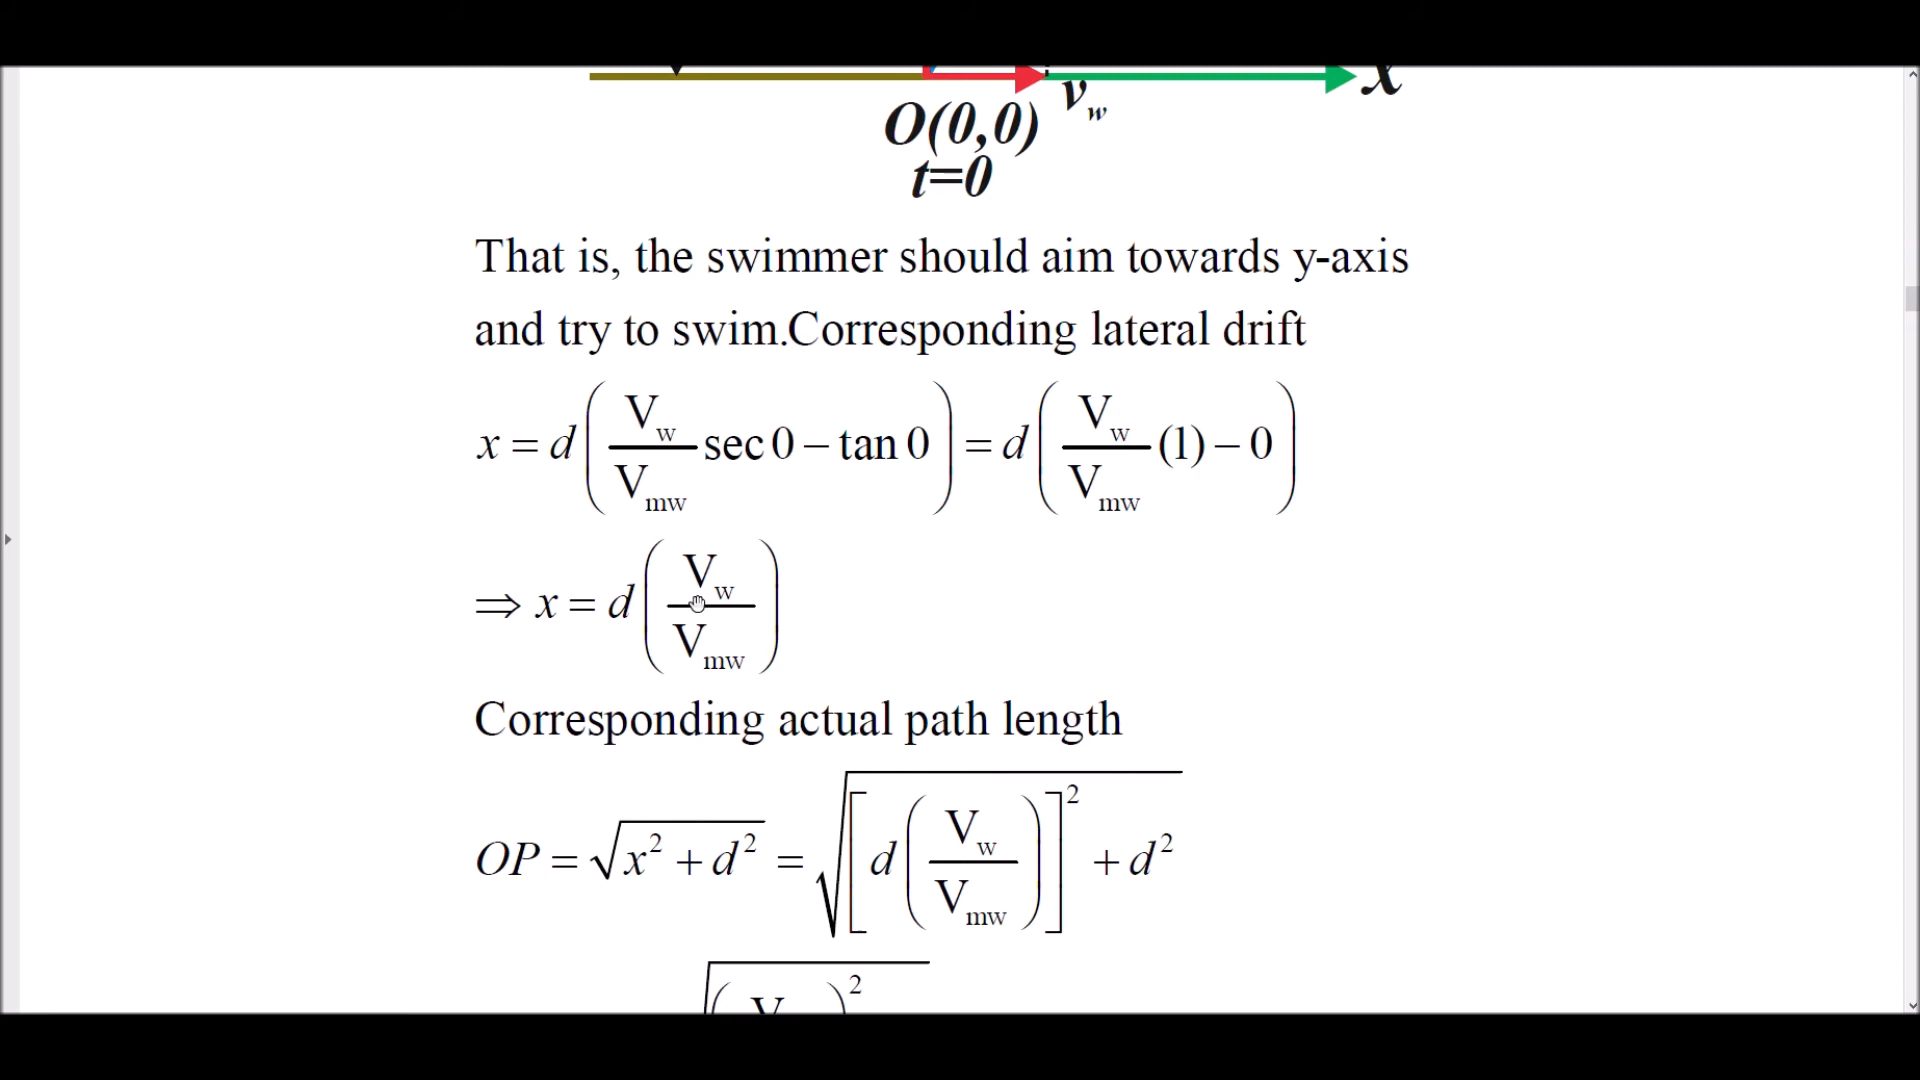 x
v_w
O(0,0)
t=0
That is, the swimmer should aim towards y-axis
and try to swim.Corresponding lateral drift
x = d(V_w/V_mw sec 0 – tan 0) = d(V_w/V_mw (1) – 0)
⇒ x = d(V_w/V_mw)
Corresponding actual path length
OP = √(x² + d²) = √([d(V_w/V_mw)]² + d²)